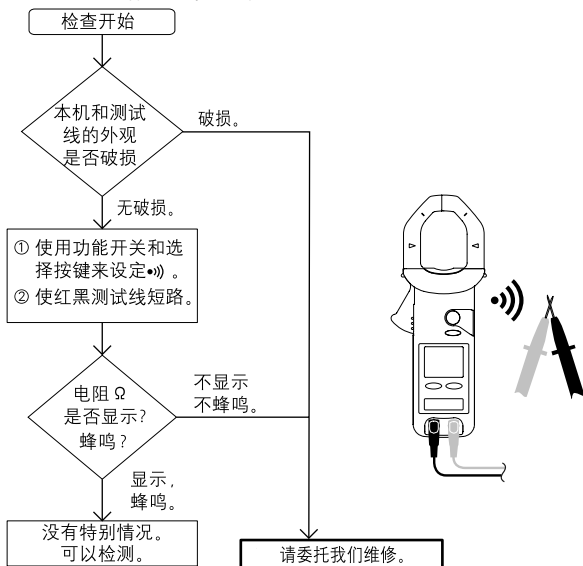 检查开始
本机和测试
线的外观
是否破损
破损。
无破损。
① 使用功能开关和选
择按键来设定•))) 。
② 使红黑测试线短路。
电阻 Ω
是否显示?
蜂鸣?
不显示
不蜂鸣。
显示,
蜂鸣。
没有特别情况。
可以检测。
请委托我们维修。